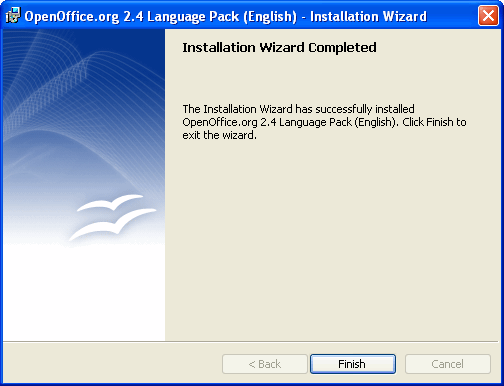 OpenOffice.org 2.4 Language Pack (English) - Installation Wizard
Installation Wizard Completed
The Installation Wizard has successfully installed
OpenOffice.org 2.4 Language Pack (English). Click Finish to
exit the wizard.
< Back
Finish
Cancel